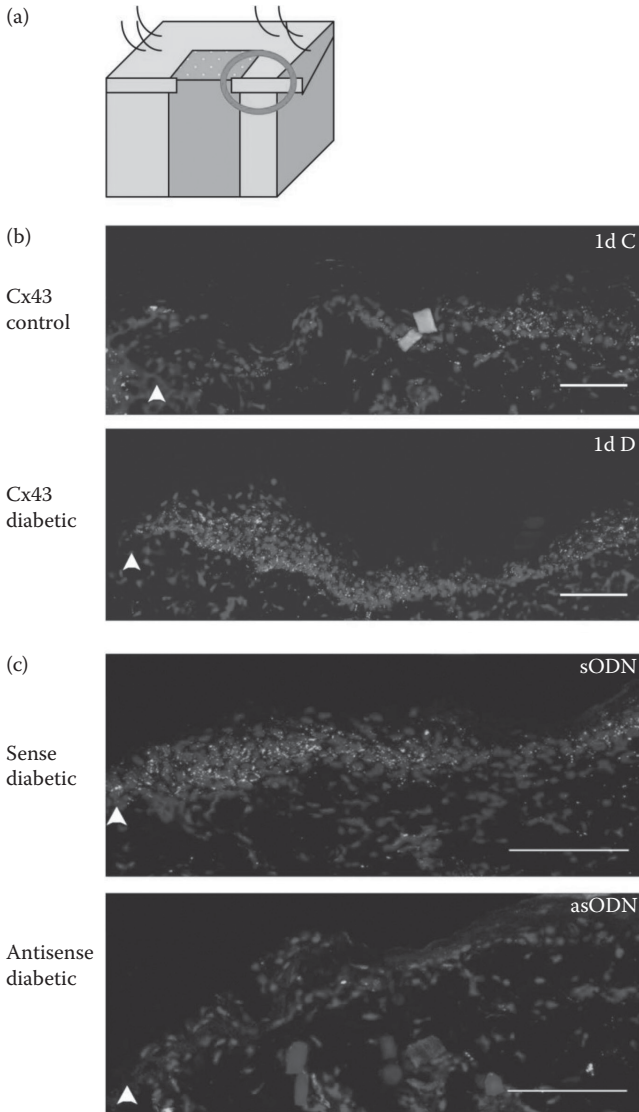 (a)
(b)
1d C
Cx43
control
1d D
Cx43
diabetic
(c)
sODN
Sense
diabetic
asODN
Antisense
diabetic